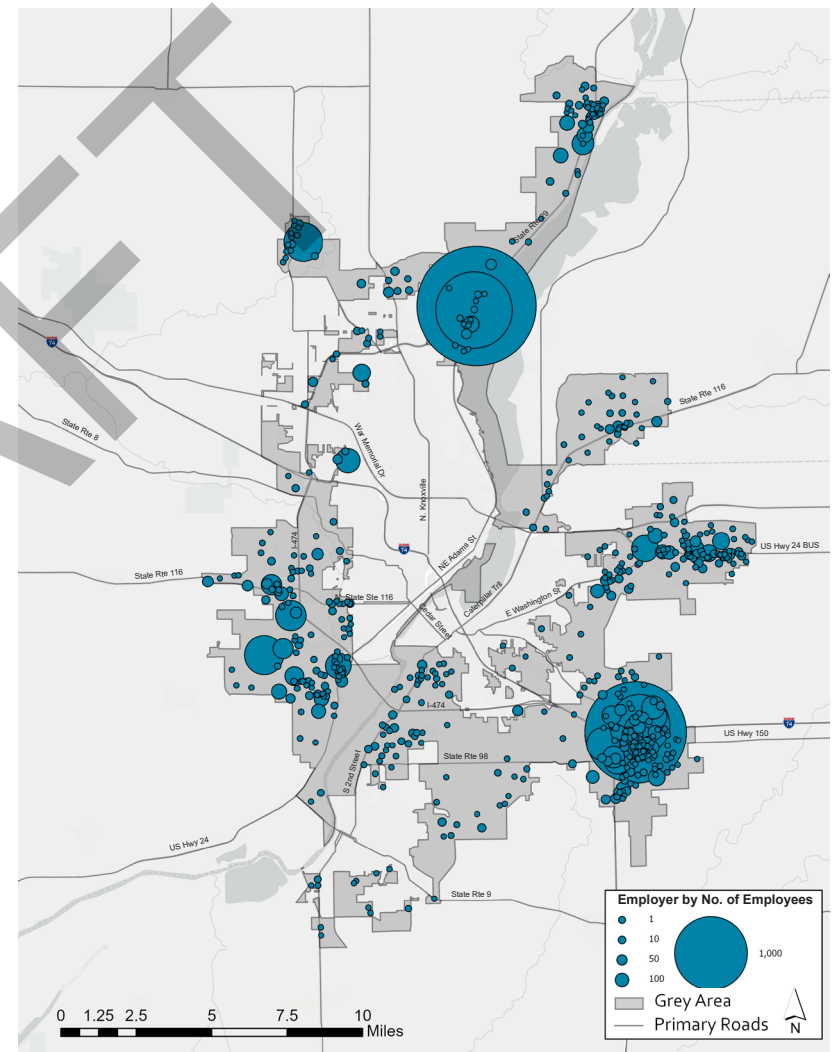 State Rte 29
74
State Rte 8
War Memorial Dr
N. Knoxville
State Rte 116
I-474
74
NE Adams St
US Hwy 24 BUS
State Rte 116
State Ste 116
Caterpillar Trl
E Washington St
Cedar Street
I-474
74
US Hwy 150
State Rte 98
S 2nd Street
US Hwy 24
State Rte 9
Employer by No. of Employees
1
10
50
100
1,000
Grey Area
Primary Roads
N
0 1.25 2.5 5 7.5 10
Miles